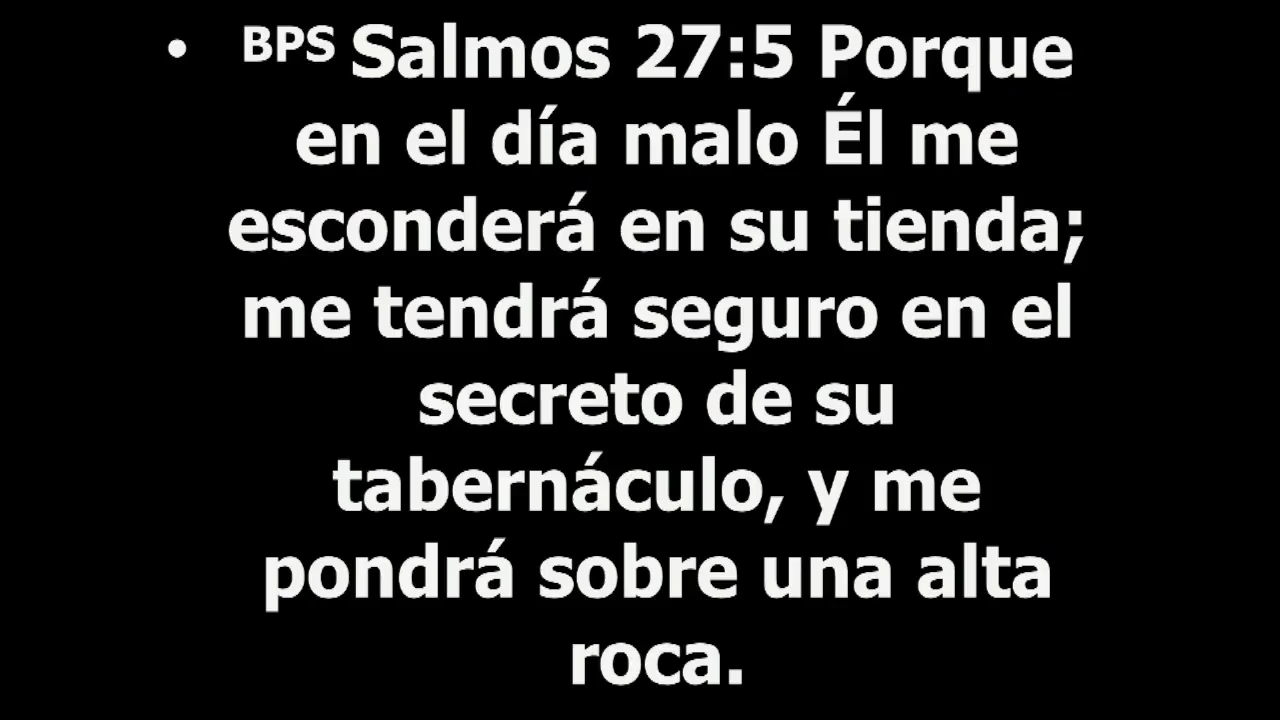 • BPS Salmos 27:5 Porque
en el día malo Él me
esconderá en su tienda;
me tendrá seguro en el
secreto de su
tabernáculo, y me
pondrá sobre una alta
roca.